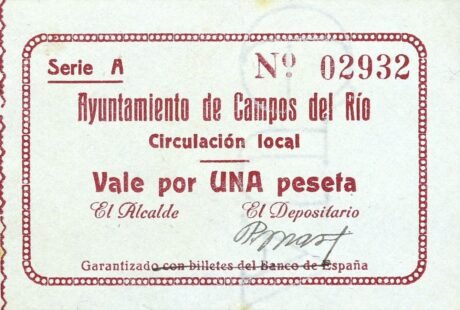 Serie A Nº 02932
Ayuntamiento de Campos del Río
Circulación local
Vale por UNA peseta
El Alcalde El Depositario
Garantizado con billetes del Banco de España